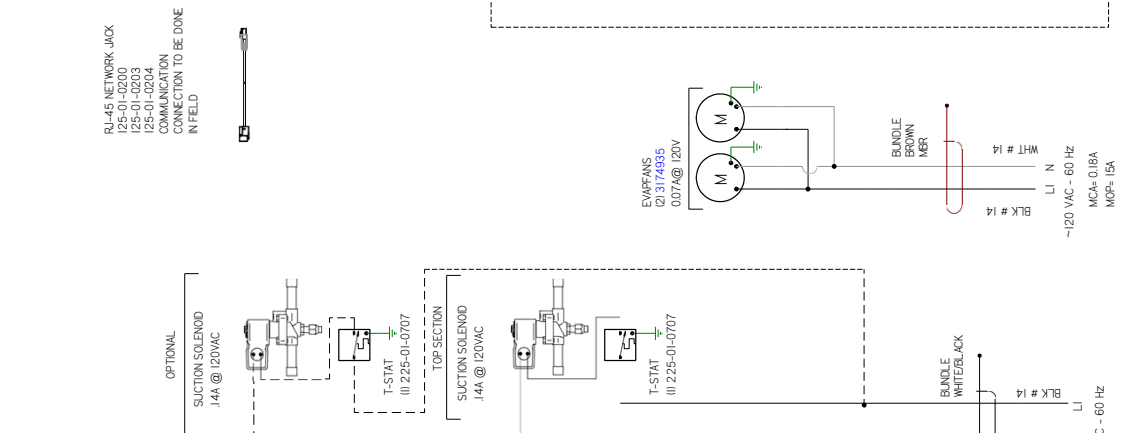 RJ-45 NETWORK JACK
125-01-0200
125-01-0203
125-01-0204
COMMUNICATION
CONNECTION TO BE DONE
IN FIELD
EVAPFANS
(2) 3174935
0.07A@ 120V
M
M
BUNDLE
BROWN
MBR
WHT # 14
BLK # 14
L1 N
~120 VAC - 60 Hz
MCA= 0.18A
MOP= 15A
OPTIONAL
SUCTION SOLENOID
.14A @ 120VAC
T-STAT
(1) 225-01-0707
TOP SECTION
SUCTION SOLENOID
.14A @ 120VAC
T-STAT
(1) 225-01-0707
BUNDLE
WHITE/BLACK
BLK # 14
L1
C - 60 Hz